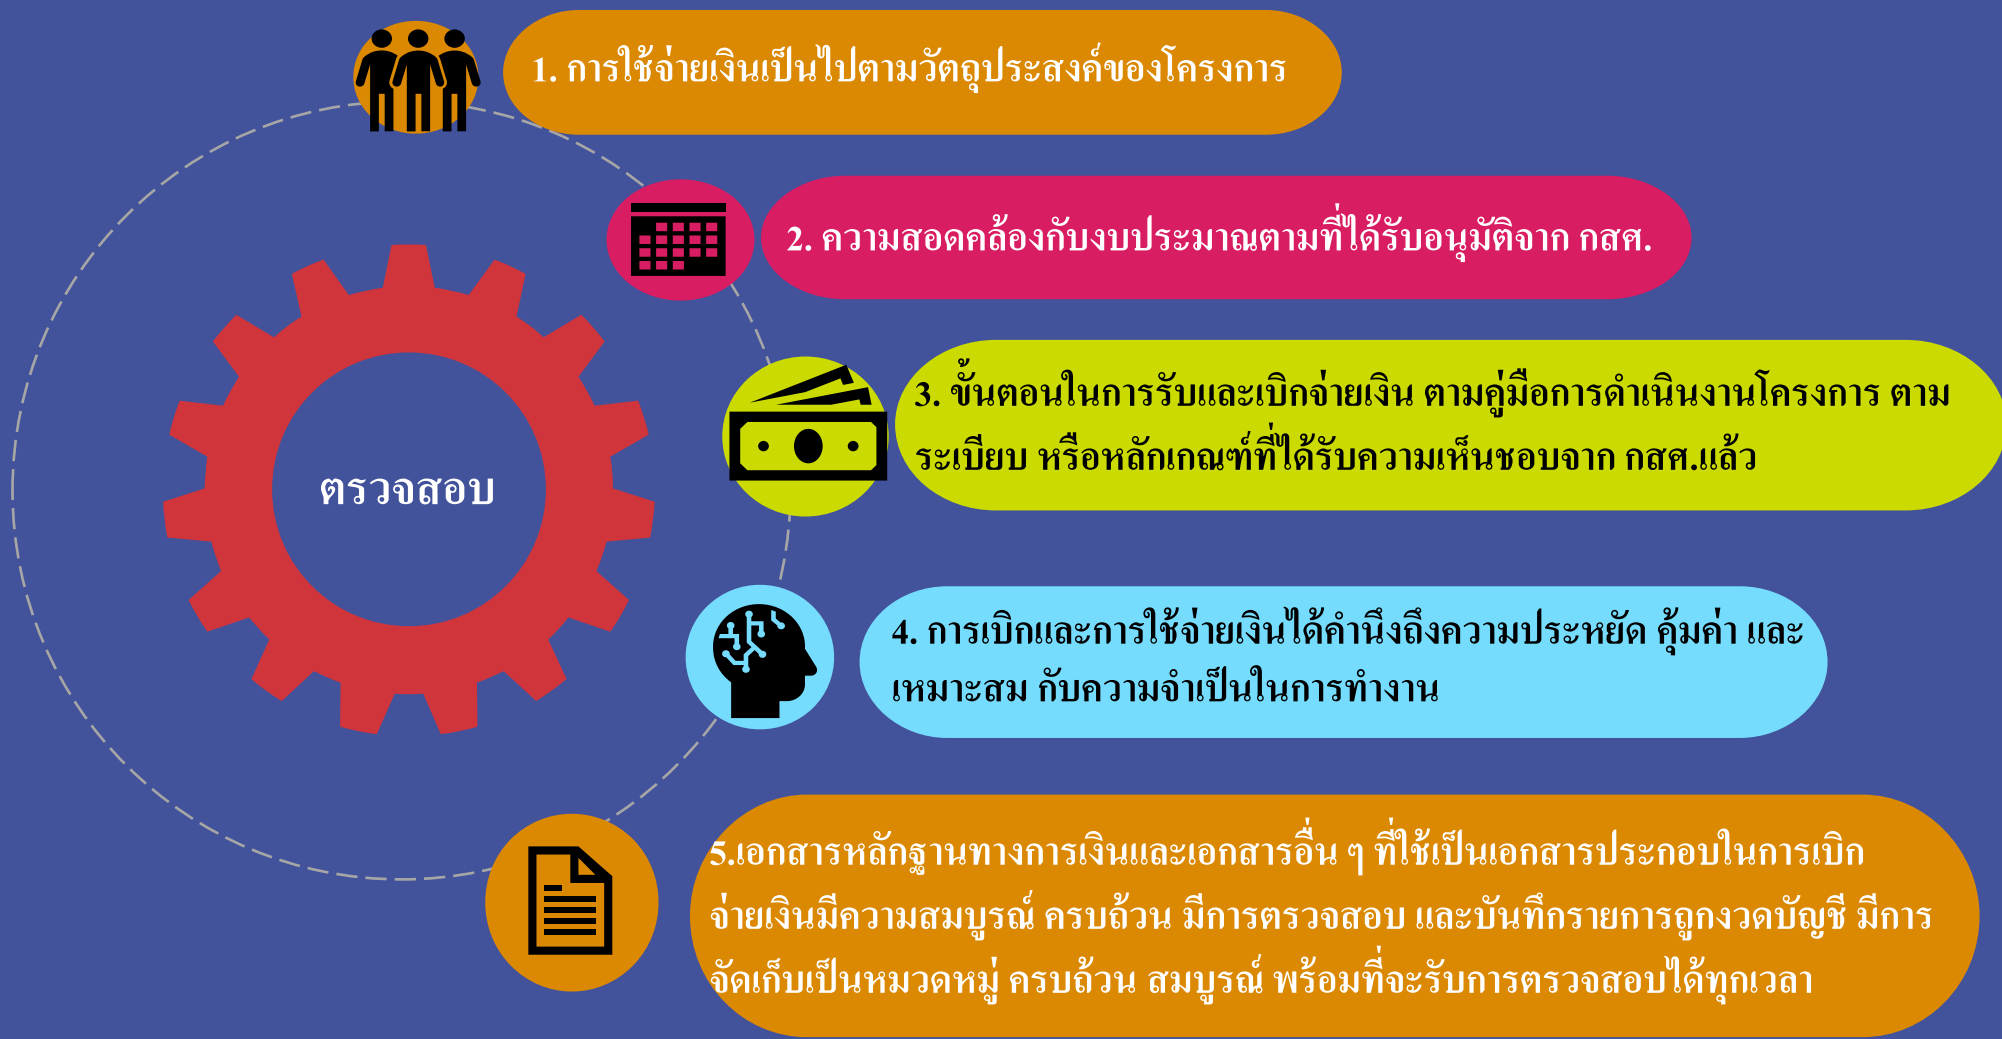 1. การใช้จ่ายเงินเป็นไปตามวัตถุประสงค์ของโครงการ
2. ความสอดคล้องกับงบประมาณตามที่ได้รับอนุมัติจาก กสศ.
3. ขั้นตอนในการรับและเบิกจ่ายเงิน ตามคู่มือการดำเนินงานโครงการ ตาม
ระเบียบ หรือหลักเกณฑ์ที่ได้รับความเห็นชอบจาก กสศ.แล้ว
ตรวจสอบ
4. การเบิกและการใช้จ่ายเงินได้คำนึงถึงความประหยัด คุ้มค่า และ
เหมาะสม กับความจำเป็นในการทำงาน
5.เอกสารหลักฐานทางการเงินและเอกสารอื่น ๆ ที่ใช้เป็นเอกสารประกอบในการเบิก
จ่ายเงินมีความสมบูรณ์ ครบถ้วน มีการตรวจสอบ และบันทึกรายการถูกงวดบัญชี มีการ
จัดเก็บเป็นหมวดหมู่ ครบถ้วน สมบูรณ์ พร้อมที่จะรับการตรวจสอบได้ทุกเวลา